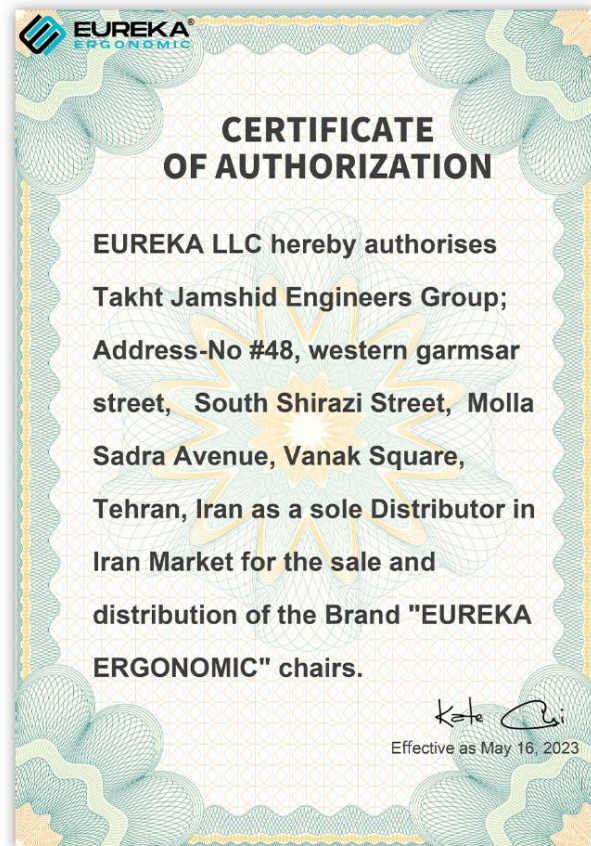 EUREKA®
ERGONOMIC
CERTIFICATE
OF AUTHORIZATION
EUREKA LLC hereby authorises
Takht Jamshid Engineers Group;
Address-No #48, western garmsar
street, South Shirazi Street, Molla
Sadra Avenue, Vanak Square,
Tehran, Iran as a sole Distributor in
Iran Market for the sale and
distribution of the Brand "EUREKA
ERGONOMIC" chairs.
Kate
Effective as May 16, 2023